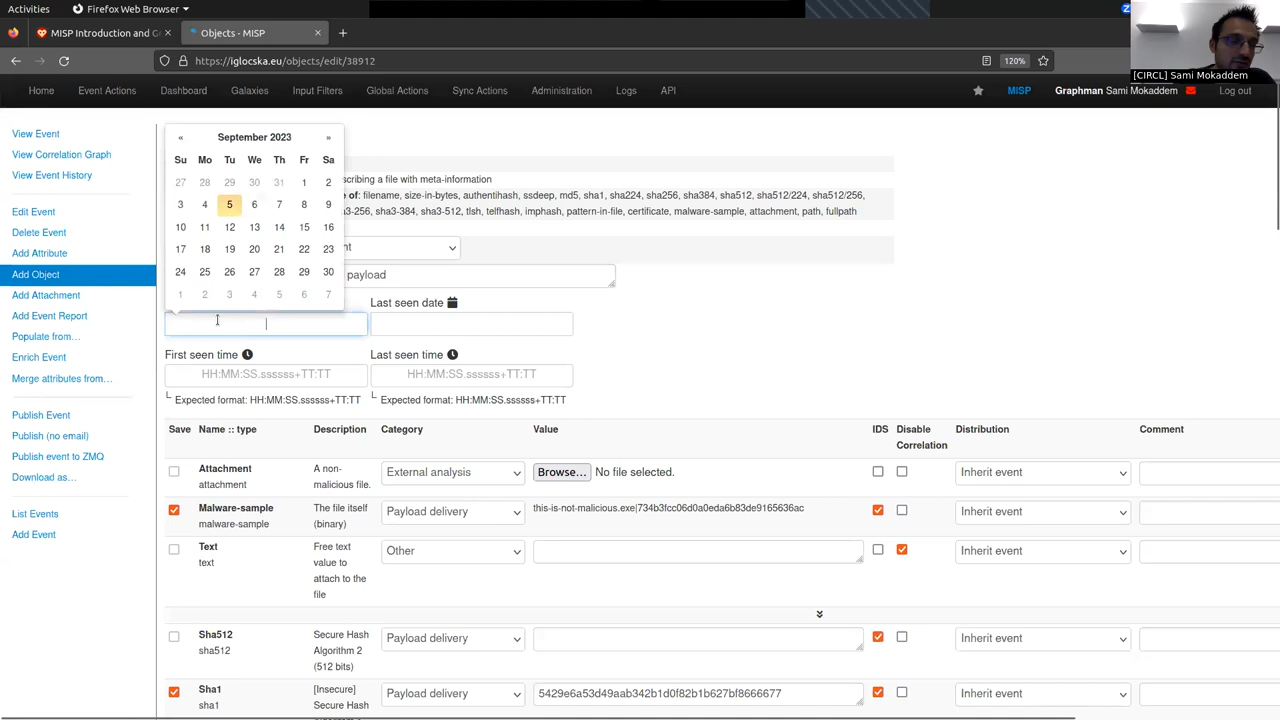 Activities
Firefox Web Browser
MISP Introduction and G
Objects - MISP
https://iglocska.eu/objects/edit/38912
120%
[CIRCL] Sami Mokaddem
Home
Event Actions
Dashboard
Galaxies
Input Filters
Global Actions
Sync Actions
Administration
Logs
API
MISP
Graphman Sami Mokaddem
Log out
View Event
View Correlation Graph
View Event History
Edit Event
Delete Event
Add Attribute
Add Object
Add Attachment
Add Event Report
Populate from...
Enrich Event
Merge attributes from...
Publish Event
Publish (no email)
Publish event to ZMQ
Download as...
List Events
Add Event
« September 2023 »
Su Mo Tu We Th Fr Sa
27 28 29 30 31 1 2
3 4 5 6 7 8 9
10 11 12 13 14 15 16
17 18 19 20 21 22 23
24 25 26 27 28 29 30
1 2 3 4 5 6 7
scribing a file with meta-information
e of: filename, size-in-bytes, authentihash, ssdeep, md5, sha1, sha224, sha256, sha384, sha512, sha512/224, sha512/256,
3-256, sha3-384, sha3-512, tlsh, telfhash, imphash, pattern-in-file, certificate, malware-sample, attachment, path, fullpath
nt
payload
Last seen date
First seen time
Last seen time
HH:MM:SS.ssssss+TT:TT
HH:MM:SS.ssssss+TT:TT
Expected format: HH:MM:SS.ssssss+TT:TT
Expected format: HH:MM:SS.ssssss+TT:TT
Save Name :: type Description Category Value IDS Disable Correlation Distribution Comment
Attachment
attachment
A non-
malicious file.
External analysis
Browse... No file selected.
Inherit event
Malware-sample
malware-sample
The file itself
(binary)
Payload delivery
this-is-not-malicious.exe|734b3fcc06d0a0eda6b83de9165636ac
Inherit event
Text
text
Free text
value to
attach to the
file
Other
Inherit event
Sha512
sha512
Secure Hash
Algorithm 2
(512 bits)
Payload delivery
Inherit event
Sha1
sha1
[Insecure]
Secure Hash
Payload delivery
5429e6a53d49aab342b1d0f82b1b627bf8666677
Inherit event